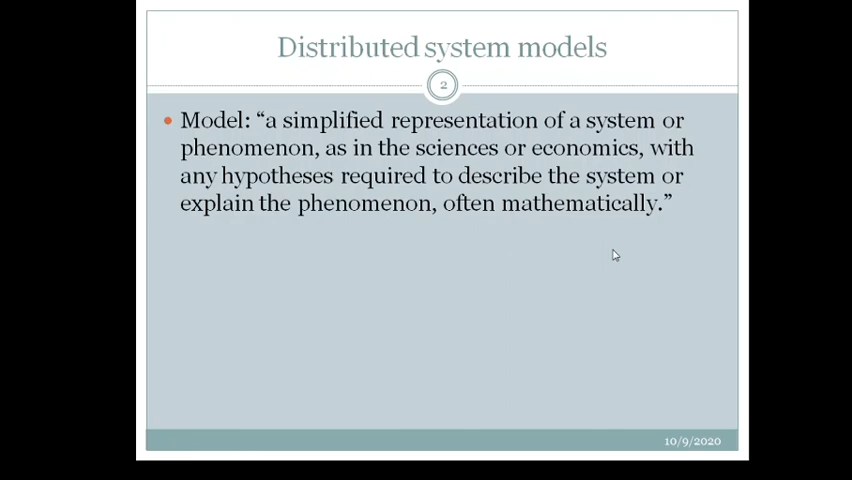 Distributed system models
2
• Model: “a simplified representation of a system or
phenomenon, as in the sciences or economics, with
any hypotheses required to describe the system or
explain the phenomenon, often mathematically.”
10/9/2020